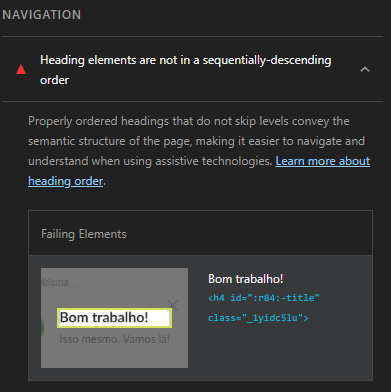 NAVIGATION
Heading elements are not in a sequentially-descending
order
Properly ordered headings that do not skip levels convey the
semantic structure of the page, making it easier to navigate and
understand when using assistive technologies. Learn more about
heading order.
Failing Elements
oblema
Bom trabalho!
Isso mesmo. Vamos lá!
Bom trabalho!
<h4 id=":r84:-title"
class="_1yidc5lu">